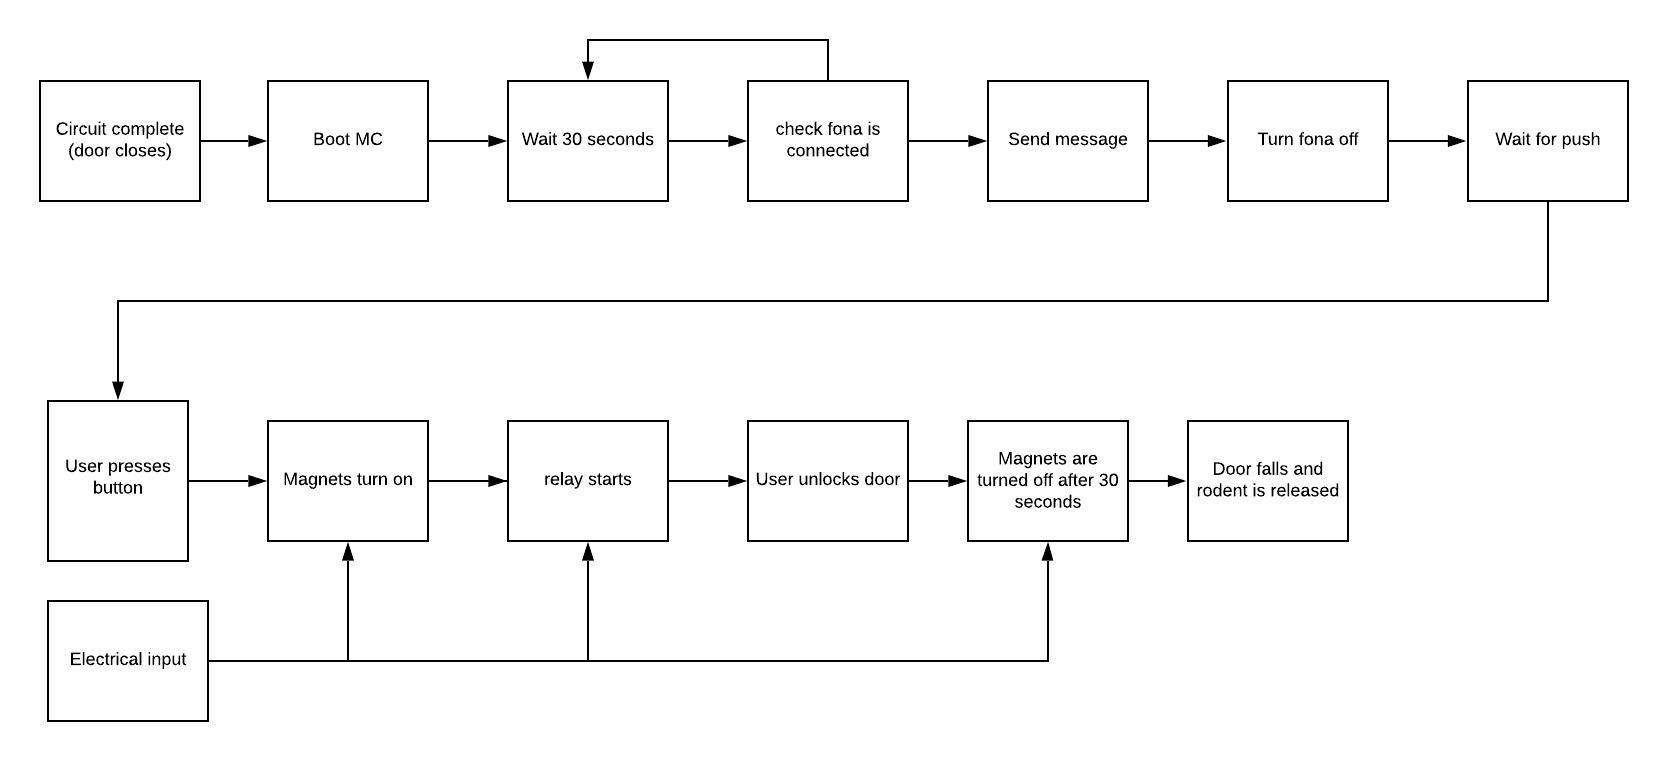 Circuit complete
(door closes)
Boot MC
Wait 30 seconds
check fona is
connected
Send message
Turn fona off
Wait for push
User presses
button
Magnets turn on
relay starts
User unlocks door
Magnets are
turned off after 30
seconds
Door falls and
rodent is released
Electrical input